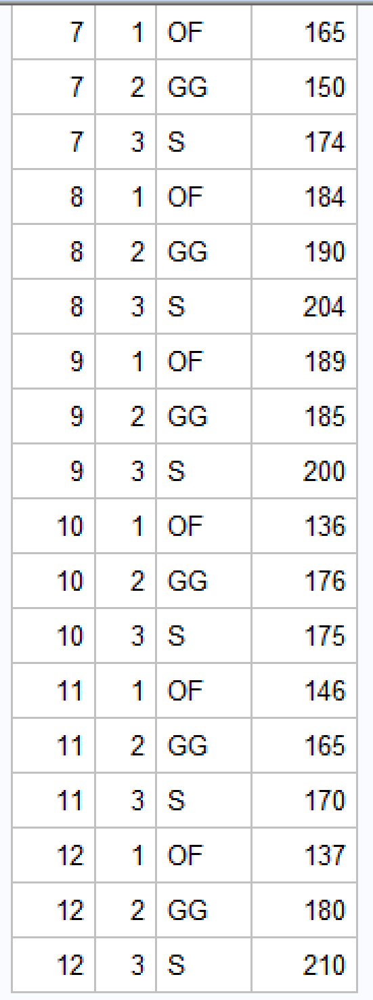 7 1 OF 165
7 2 GG 150
7 3 S 174
8 1 OF 184
8 2 GG 190
8 3 S 204
9 1 OF 189
9 2 GG 185
9 3 S 200
10 1 OF 136
10 2 GG 176
10 3 S 175
11 1 OF 146
11 2 GG 165
11 3 S 170
12 1 OF 137
12 2 GG 180
12 3 S 210